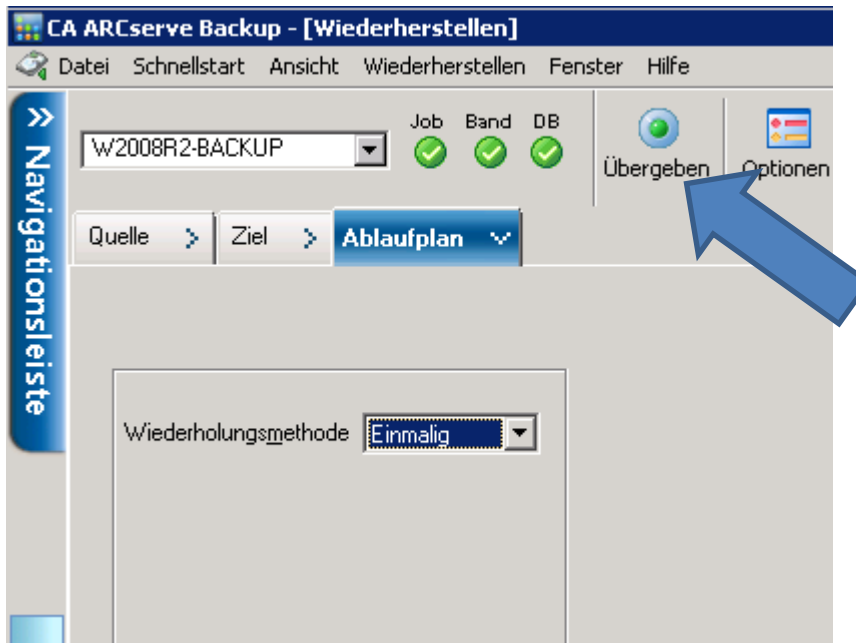 CA ARCserve Backup - [Wiederherstellen]
Datei Schnellstart Ansicht Wiederherstellen Fenster Hilfe
» Navigationsleiste
Job Band DB
W2008R2-BACKUP
Übergeben Optionen
Quelle > Ziel > Ablaufplan
Wiederholungsmethode Einmalig